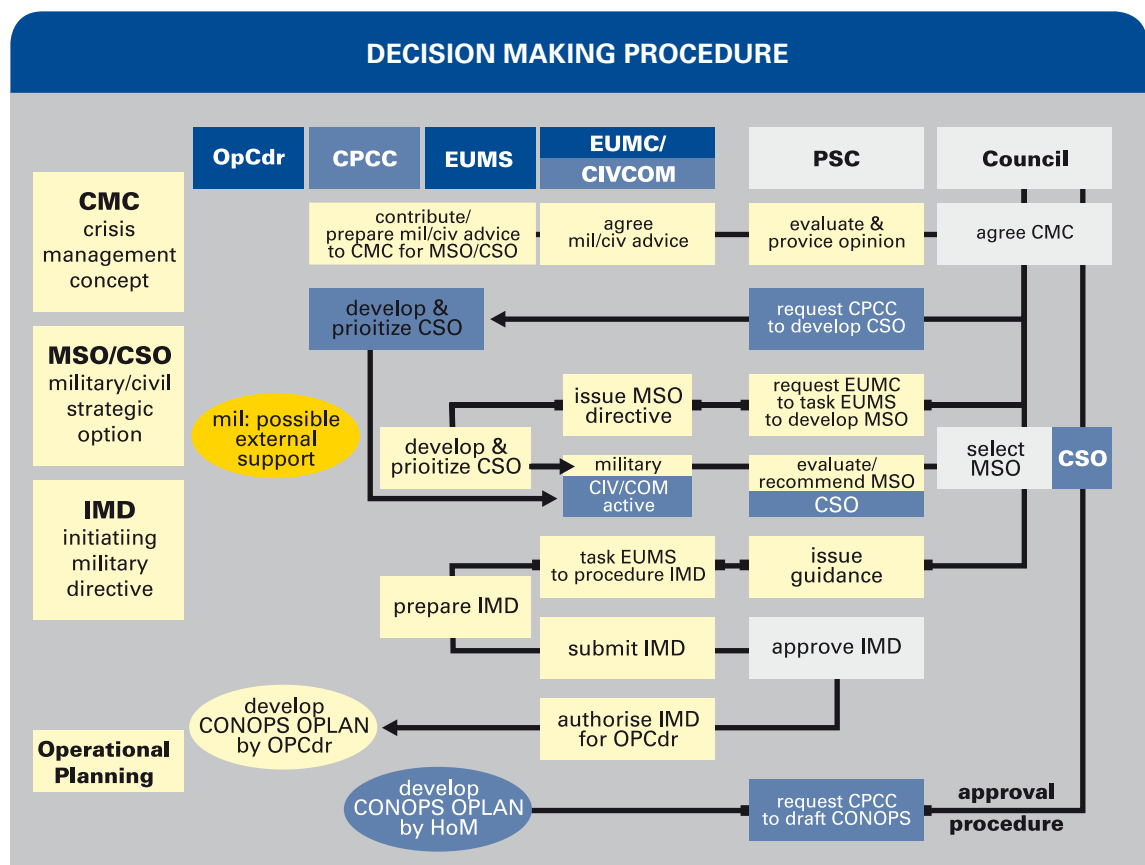 DECISION MAKING PROCEDURE
OpCdr
CPCC
EUMS
EUMC/
CIVCOM
PSC
Council
CMC
crisis
management
concept
contribute/
prepare mil/civ advice
to CMC for MSO/CSO
agree
mil/civ advice
evaluate &
provice opinion
agree CMC
develop &
prioitize CSO
request CPCC
to develop CSO
MSO/CSO
military/civil
strategic
option
mil: possible
external
support
issue MSO
directive
request EUMC
to task EUMS
to develop MSO
develop &
prioitize CSO
military
CIV/COM
active
evaluate/
recommend MSO
CSO
select
MSO
CSO
IMD
initiatiing
military
directive
task EUMS
to procedure IMD
issue
guidance
prepare IMD
submit IMD
approve IMD
develop
CONOPS OPLAN
by OPCdr
authorise IMD
for OPCdr
Operational
Planning
develop
CONOPS OPLAN
by HoM
request CPCC
to draft CONOPS
approval
procedure